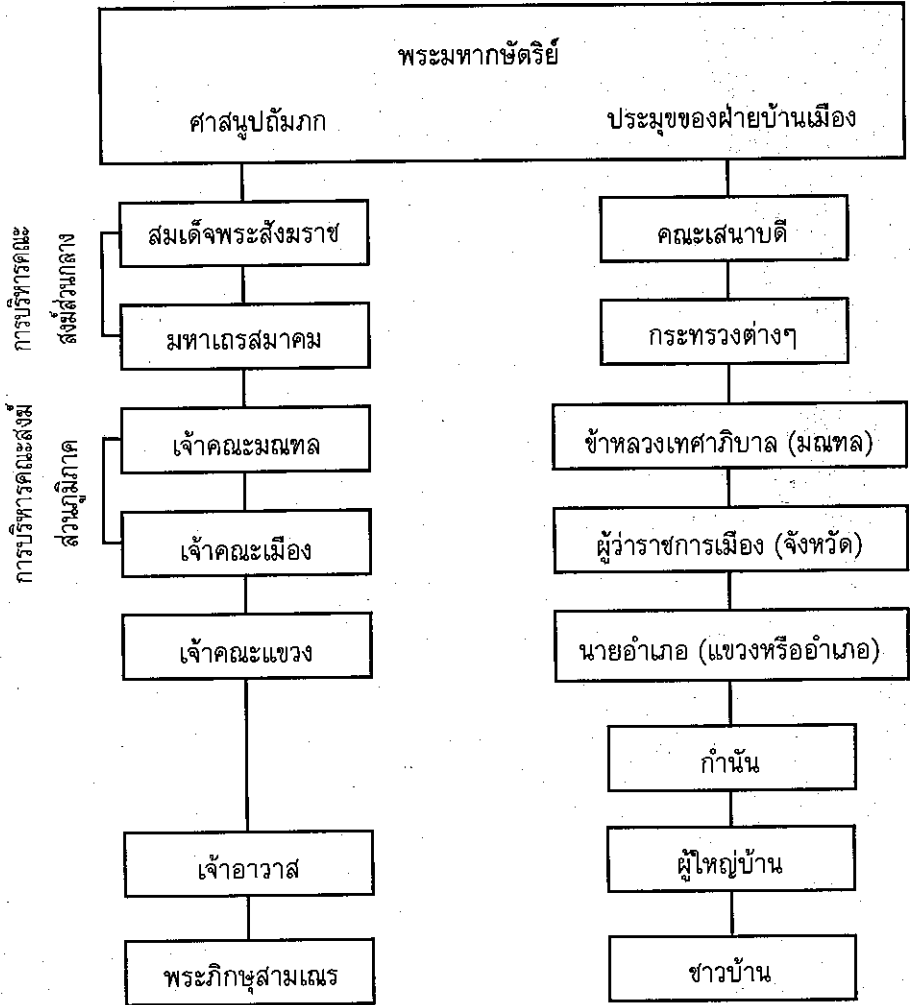 พระมหากษัตริย์
ศาสนูปถัมภก
ประมุขของฝ่ายบ้านเมือง
การบริหารคณะ
สงฆ์ส่วนกลาง
สมเด็จพระสังฆราช
มหาเถรสมาคม
การบริหารคณะสงฆ์
ส่วนภูมิภาค
เจ้าคณะมณฑล
เจ้าคณะเมือง
เจ้าคณะแขวง
เจ้าอาวาส
พระภิกษุสามเณร
คณะเสนาบดี
กระทรวงต่างๆ
ข้าหลวงเทศาภิบาล (มณฑล)
ผู้ว่าราชการเมือง (จังหวัด)
นายอำเภอ (แขวงหรืออำเภอ)
กำนัน
ผู้ใหญ่บ้าน
ชาวบ้าน